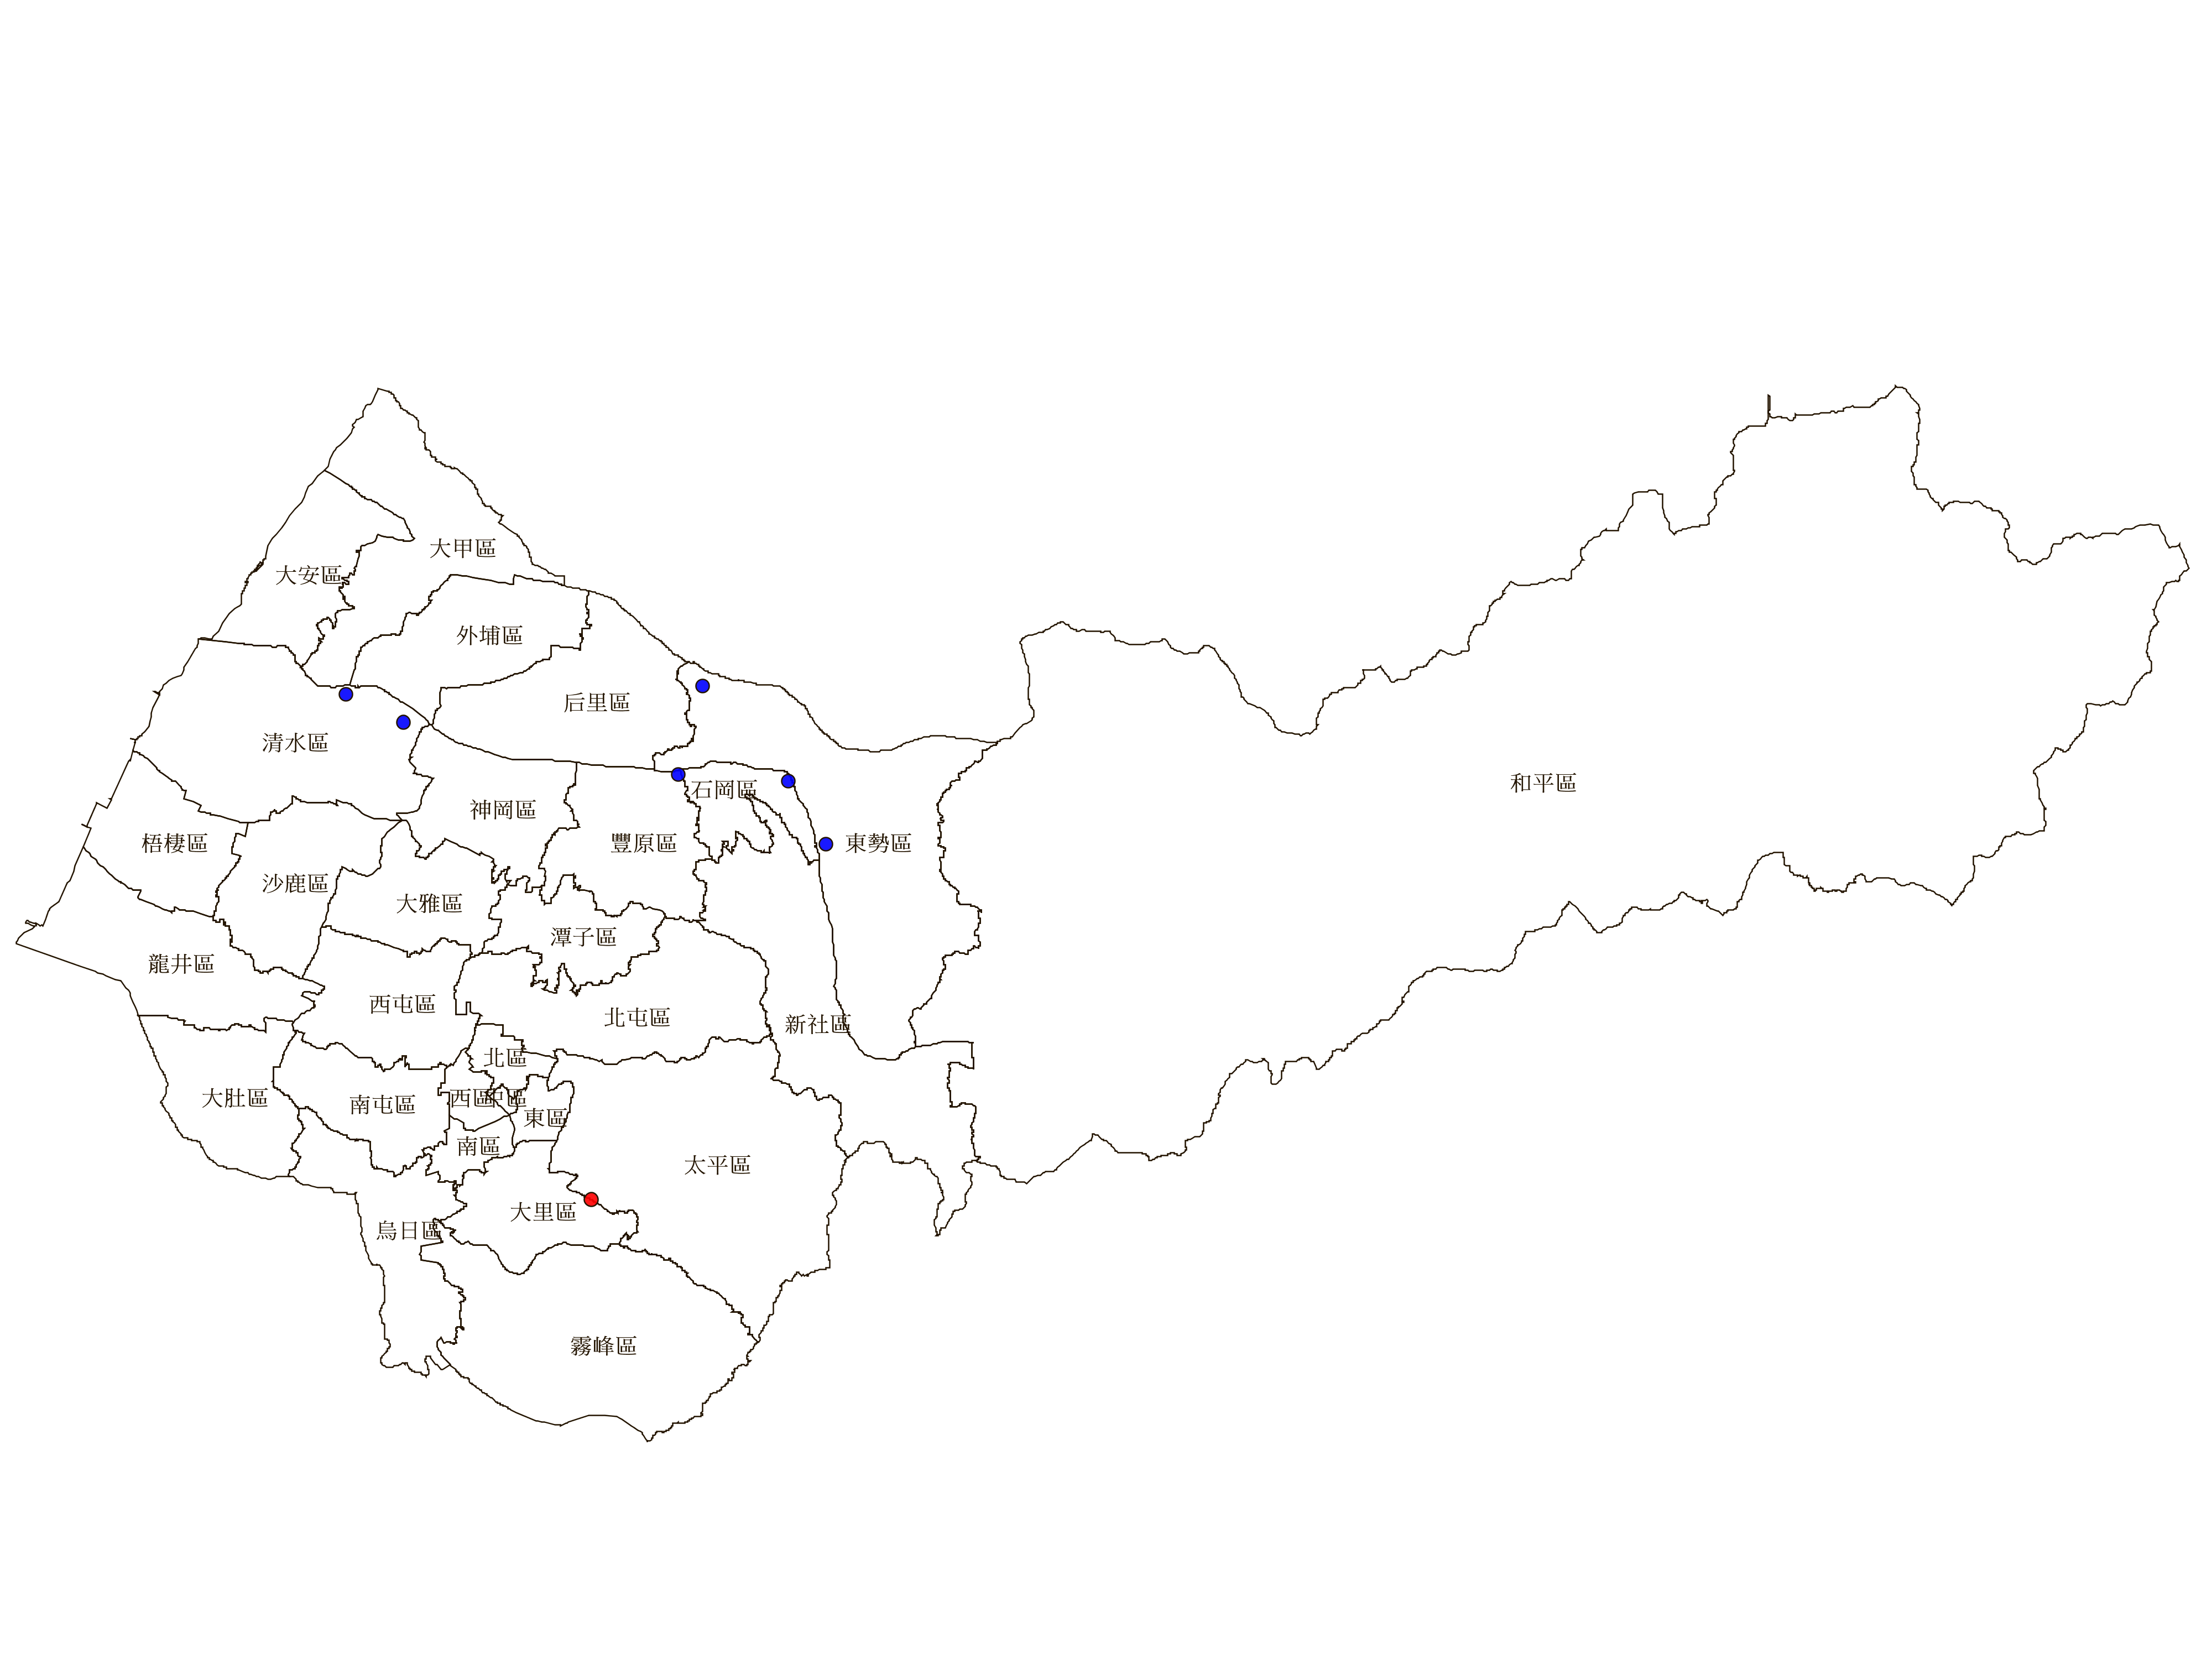 大甲區
大安區
外埔區
后里區
清水區
和平區
石岡區
神岡區
梧棲區
豐原區
東勢區
沙鹿區
大雅區
潭子區
龍井區
西屯區
北屯區
新社區
北區
大肚區
南屯區
西區
中區
東區
南區
太平區
大里區
烏日區
霧峰區